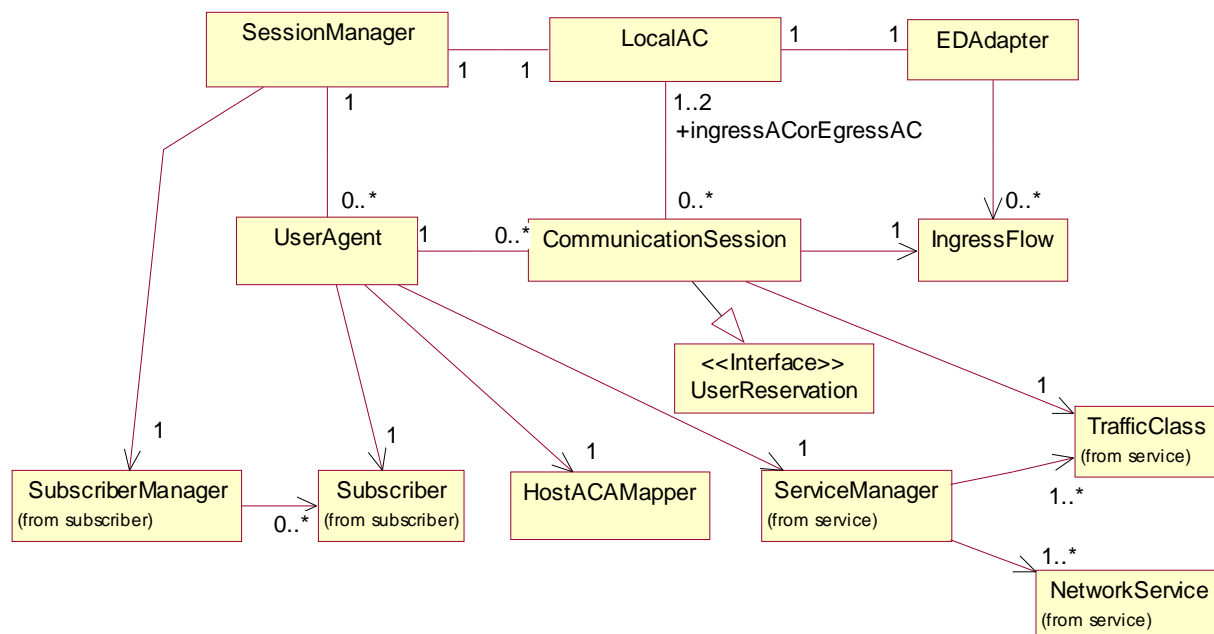 SessionManager
LocalAC
EDAdapter
1
1
1
1
1
1..2
+ingressACorEgressAC
0..*
0..*
0..*
UserAgent
1
0..*
CommunicationSession
1
IngressFlow
<<Interface>>
UserReservation
1
1
1
1
1
TrafficClass
(from service)
SubscriberManager
(from subscriber)
0..*
Subscriber
(from subscriber)
HostACAMapper
ServiceManager
(from service)
1..*
1..*
NetworkService
(from service)